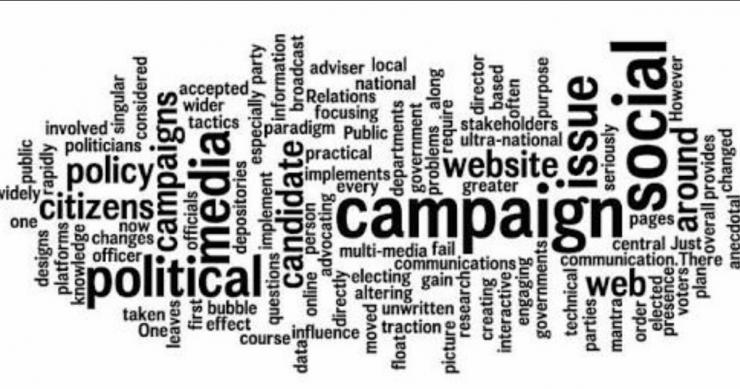 considered
singular
involved
politicians
public
rapidly
widely
one
policy
citizens
campaigns
accepted
wider
tactics
officials
media
depositories
especially party
information
broadcast
adviser local
national
Relations
focusing
paradigm Public
practical
implements
every
departments
government
problems along
require
director
based
often
purpose
stakeholders
ultra-national
website
greater
issue
seriously
social
However
around
pages
overall provides
changed
anecdotal
designs
platforms
knowledge
now
changes
officer
political
taken
One
leaves
first
bubble
effect
course
implement
questions
candidate
online person
advocating
data
influence
directly
campaign
multi-media fail
communications
electing gain
altering
moved unwritten
traction
float
picture
research
creating
interactive
engaging
governments
technical
parties
mantra
central Just
communication.There
web
order
elected
presence
voters
plan